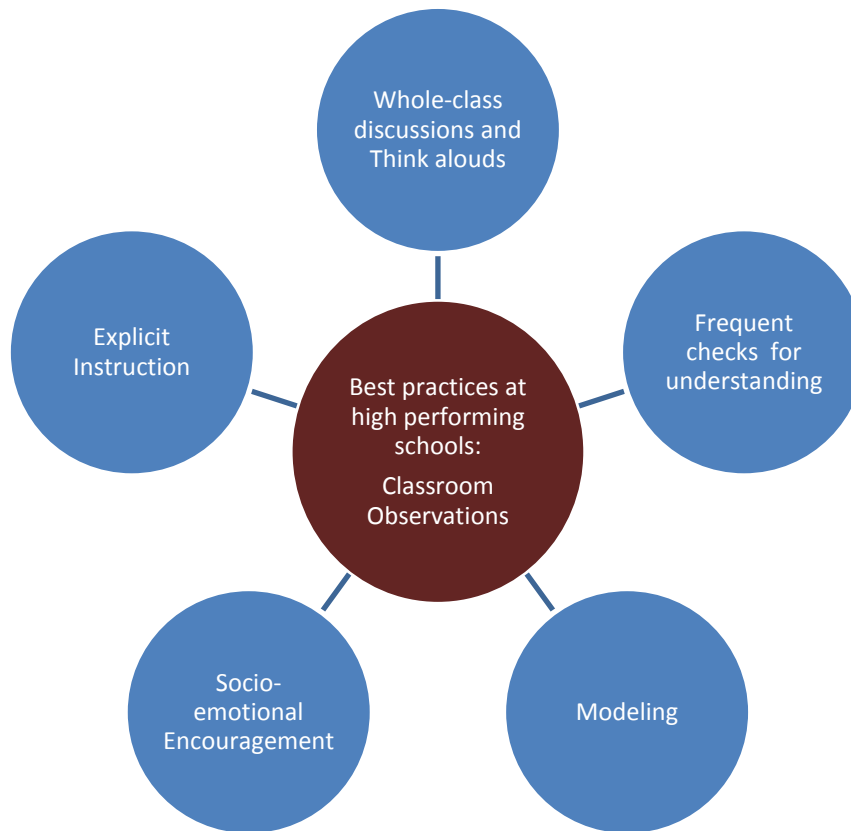 Whole-class
discussions and
Think alouds
Explicit
Instruction
Frequent
checks  for
understanding
Best practices at
high performing
schools:
Classroom
Observations
Socio-
emotional
Encouragement
Modeling